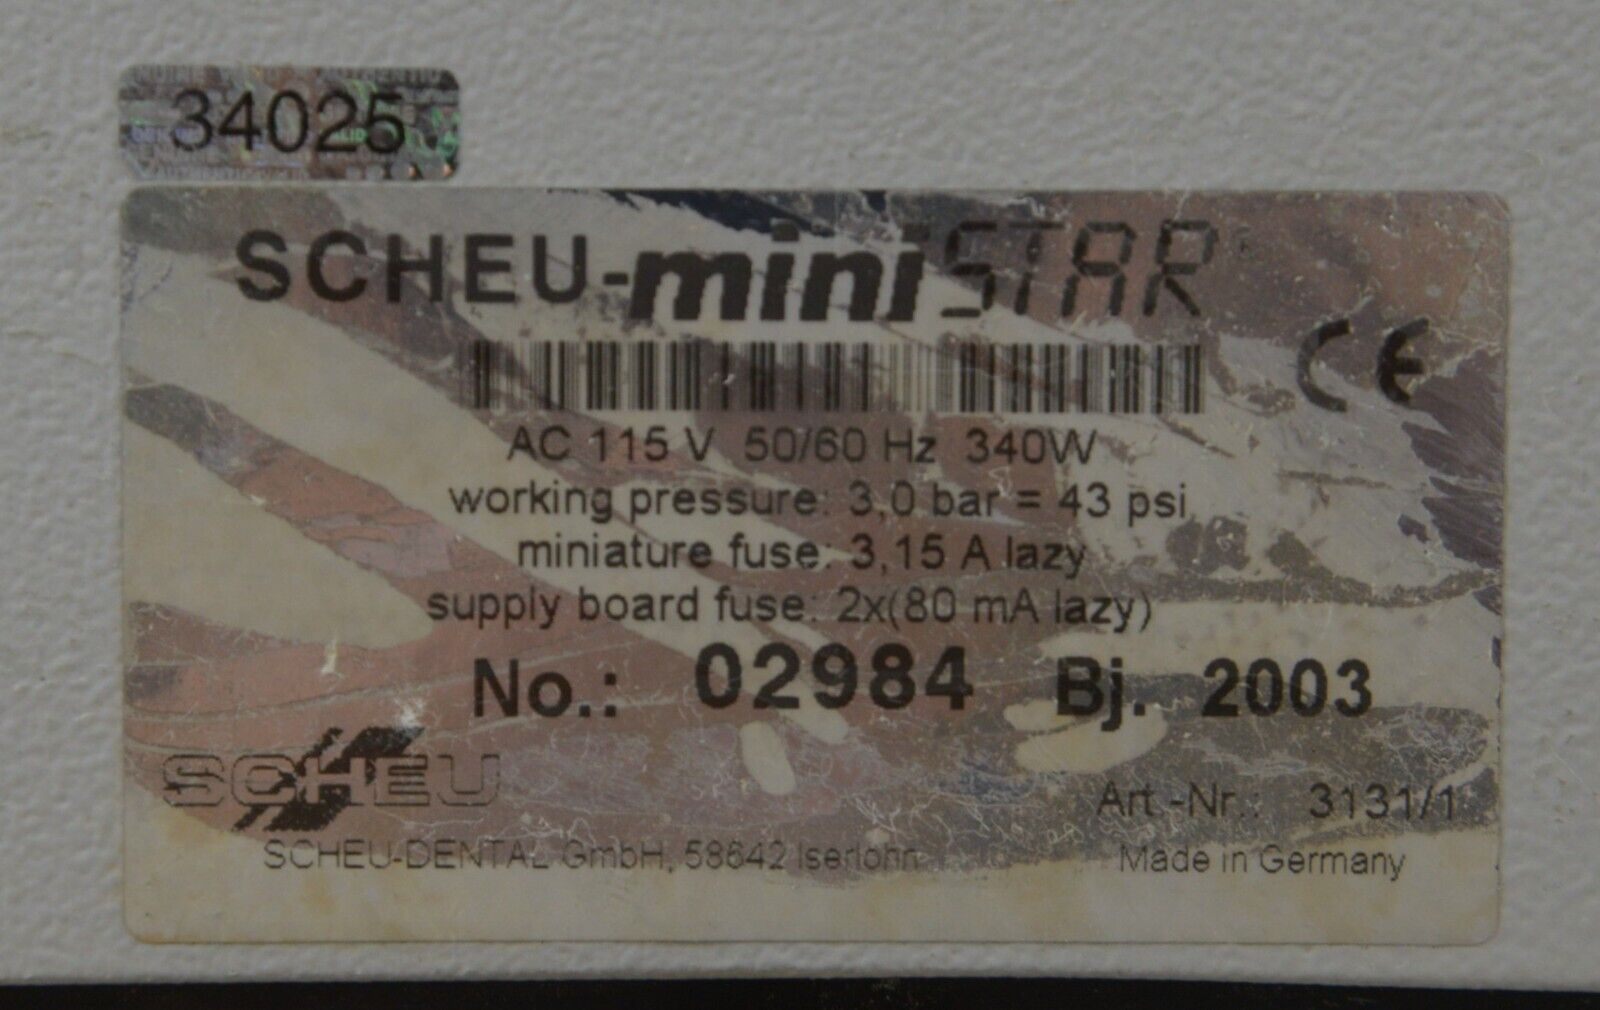 34025
SCHEU-miniSTAR
CE
AC 115 V 50/60 Hz 340W
working pressure: 3,0 bar = 43 psi
miniature fuse: 3,15 A lazy
supply board fuse: 2x(80 mA lazy)
No.: 02984 Bj. 2003
SCHEU
Art.-Nr.: 3131/1
SCHEU-DENTAL GmbH, 58642 Iserlohn
Made in Germany